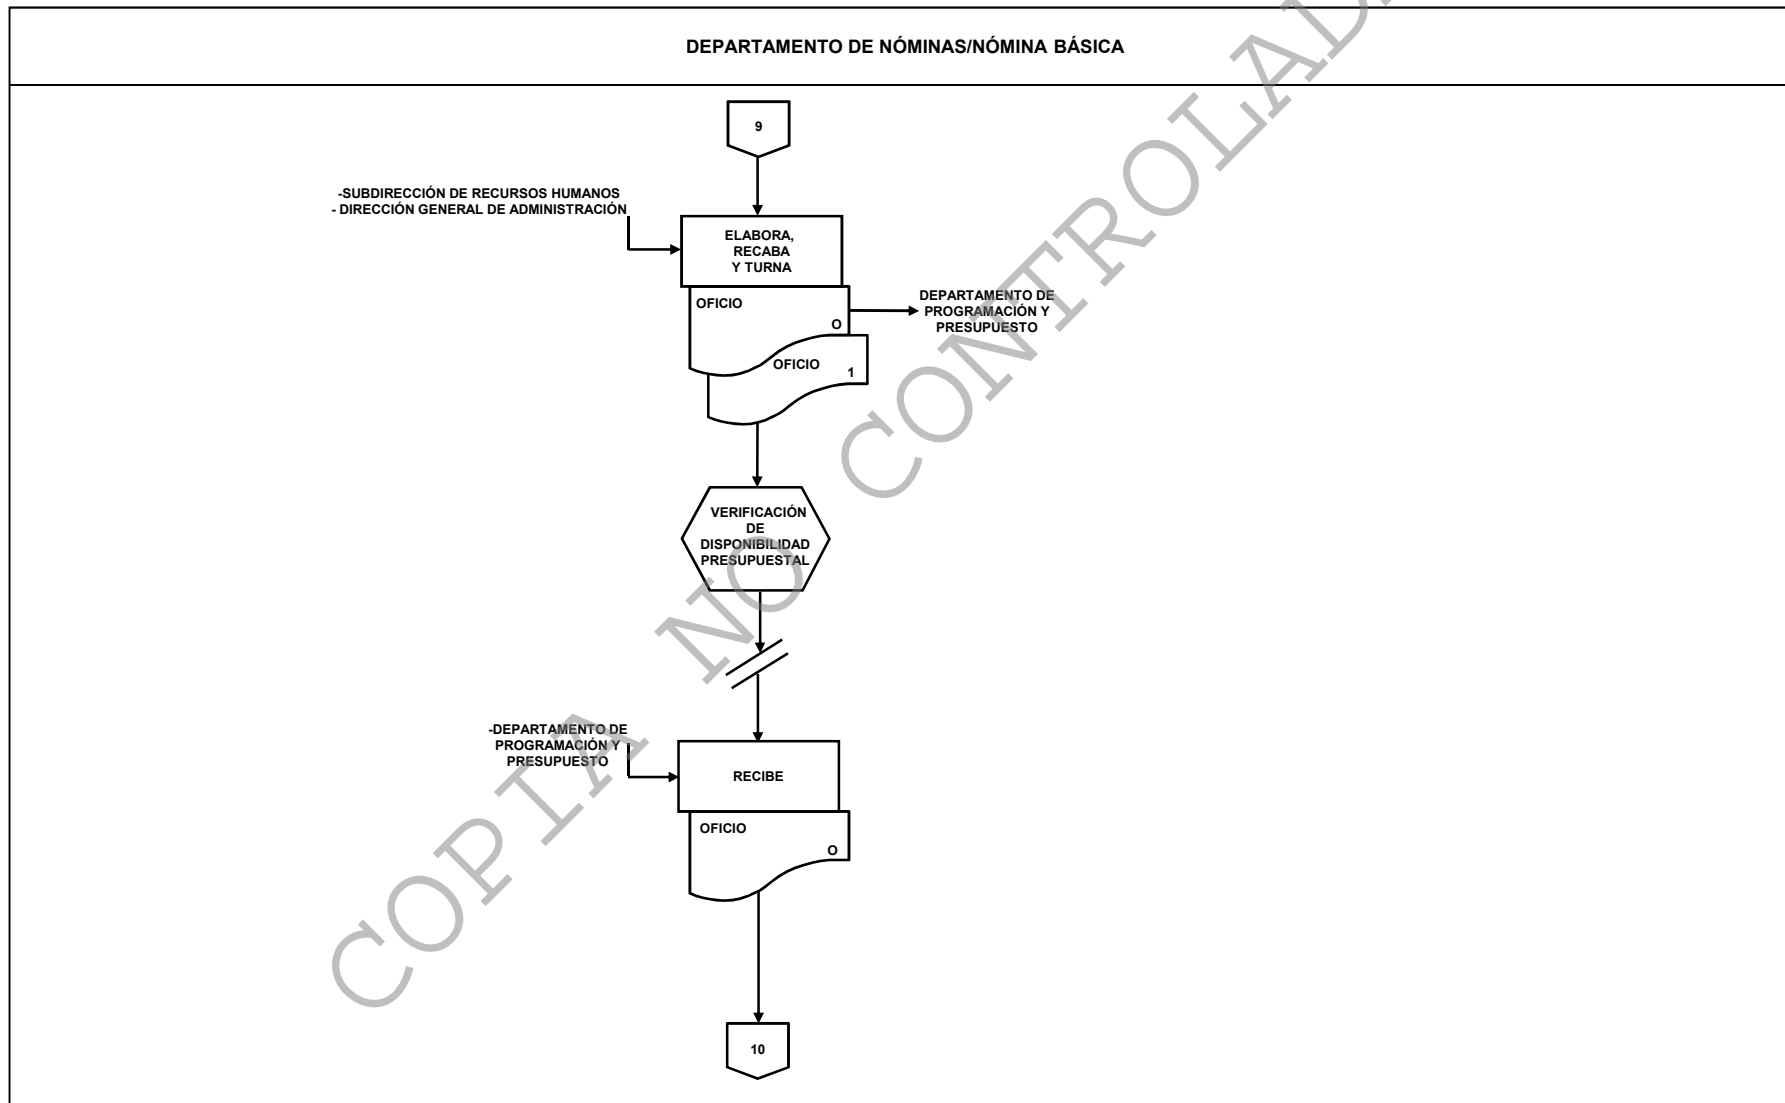 DEPARTAMENTO DE NÓMINAS/NÓMINA BÁSICA
9
-SUBDIRECCIÓN DE RECURSOS HUMANOS
- DIRECCIÓN GENERAL DE ADMINISTRACIÓN
ELABORA,
RECABA
Y TURNA
OFICIO
O
DEPARTAMENTO DE
PROGRAMACIÓN Y
PRESUPUESTO
OFICIO
1
VERIFICACIÓN
DE
DISPONIBILIDAD
PRESUPUESTAL
-DEPARTAMENTO DE
PROGRAMACIÓN Y
PRESUPUESTO
RECIBE
OFICIO
O
10
COPIA NO CONTROLAD